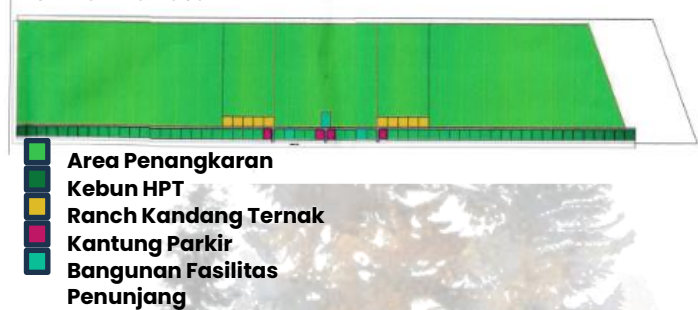 Area Penangkaran
Kebun HPT
Ranch Kandang Ternak
Kantung Parkir
Bangunan Fasilitas
Penunjang